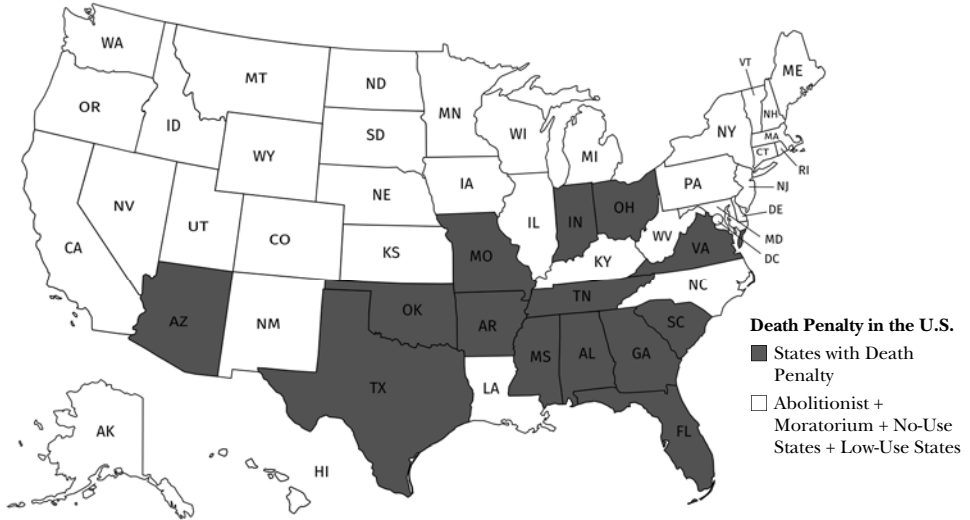 WA
MT
ND
MN
VT
ME
OR
ID
SD
WI
NH
NY
MA
WY
MI
CT
RI
IA
PA
NE
NJ
NV
OH
IN
IL
DE
UT
CO
WV
MD
CA
KS
MO
VA
DC
KY
NC
TN
OK
AZ
NM
AR
SC
MS
AL
GA
TX
LA
FL
AK
HI
Death Penalty in the U.S.
States with Death
Penalty
Abolitionist +
Moratorium + No-Use
States + Low-Use States